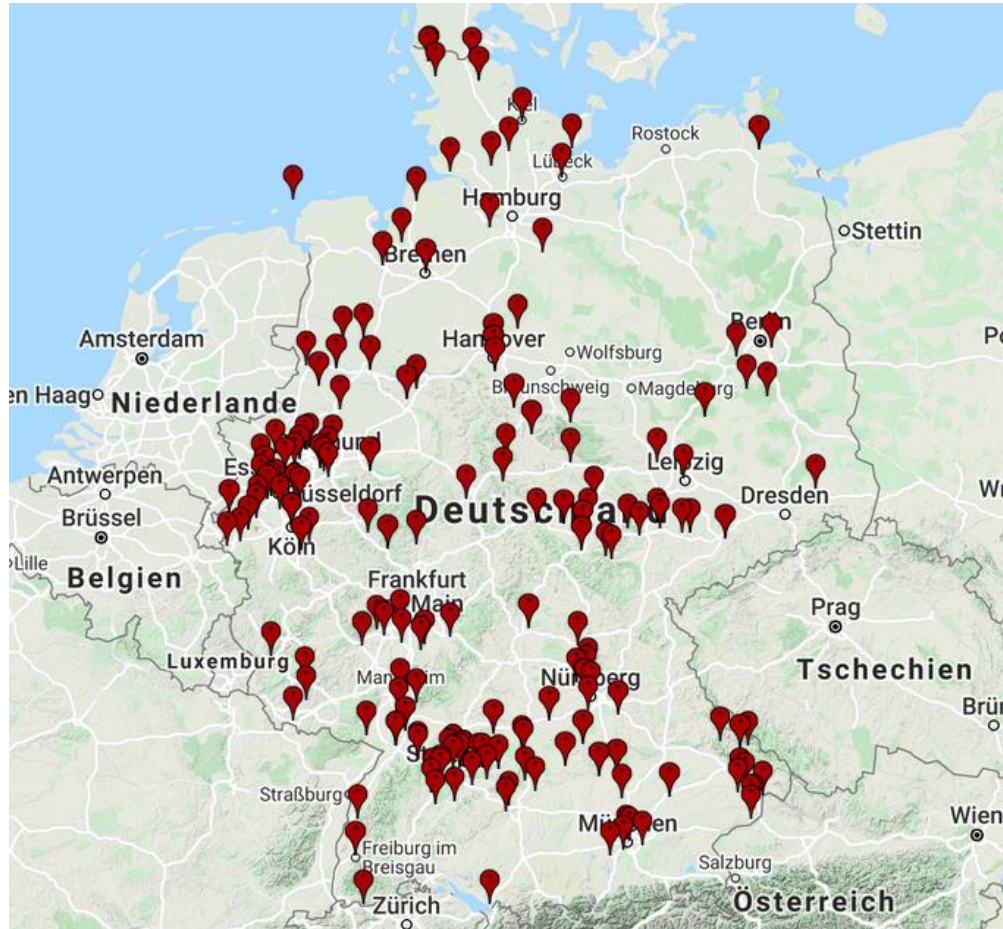 Kiel
Rostock
Lübeck
Hamburg
Stettin
Bremen
Amsterdam
Hannover
Berlin
Wolfsburg
Braunschweig
Magdeburg
en Haag
Niederlande
Antwerpen
Leipzig
Düsseldorf
Dresden
Brüssel
Deutschland
Köln
Lille
Belgien
Frankfurt
am Main
Prag
Luxemburg
Mannheim
Tschechien
Nürnberg
Brün
Straßburg
Wien
München
Freiburg im
Breisgau
Salzburg
Österreich
Zürich